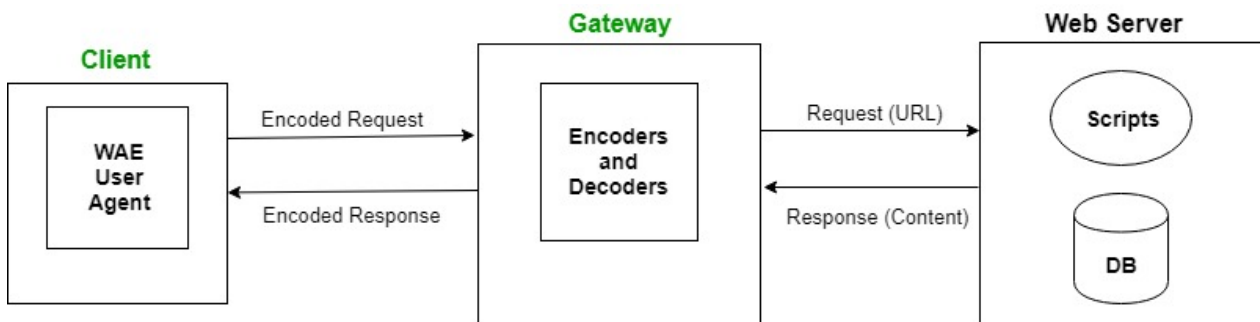 Client
WAE
User
Agent
Encoded Request
Encoded Response
Gateway
Encoders
and
Decoders
Request (URL)
Response (Content)
Web Server
Scripts
DB